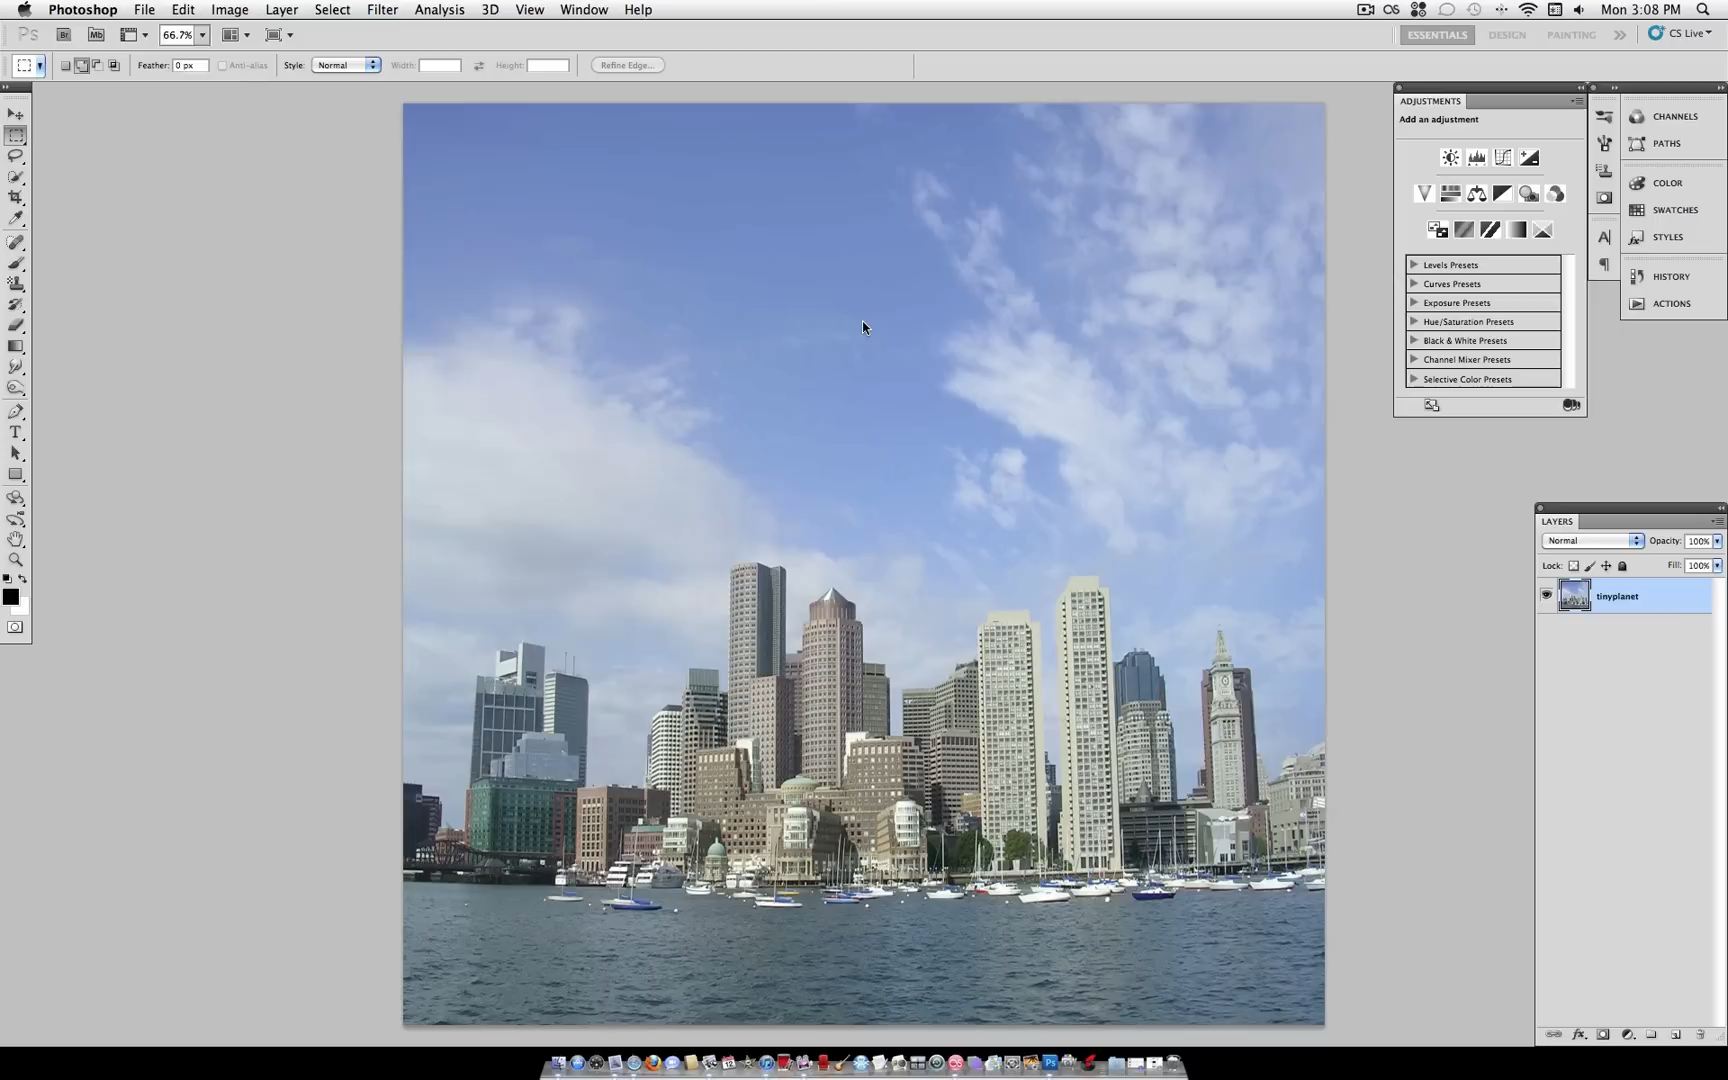 Photoshop File Edit Image Layer Select Filter Analysis 3D View Window Help Mon 3:08 PM
Ps Br Mb 66.7% ESSENTIALS DESIGN PAINTING CS Live
Feather: 0 px Anti-alias Style: Normal Width: Height: Refine Edge...
ADJUSTMENTS
Add an adjustment
Levels Presets
Curves Presets
Exposure Presets
Hue/Saturation Presets
Black & White Presets
Channel Mixer Presets
Selective Color Presets
CHANNELS
PATHS
COLOR
SWATCHES
STYLES
HISTORY
ACTIONS
LAYERS
Normal Opacity: 100%
Lock: Fill: 100%
tinyplanet